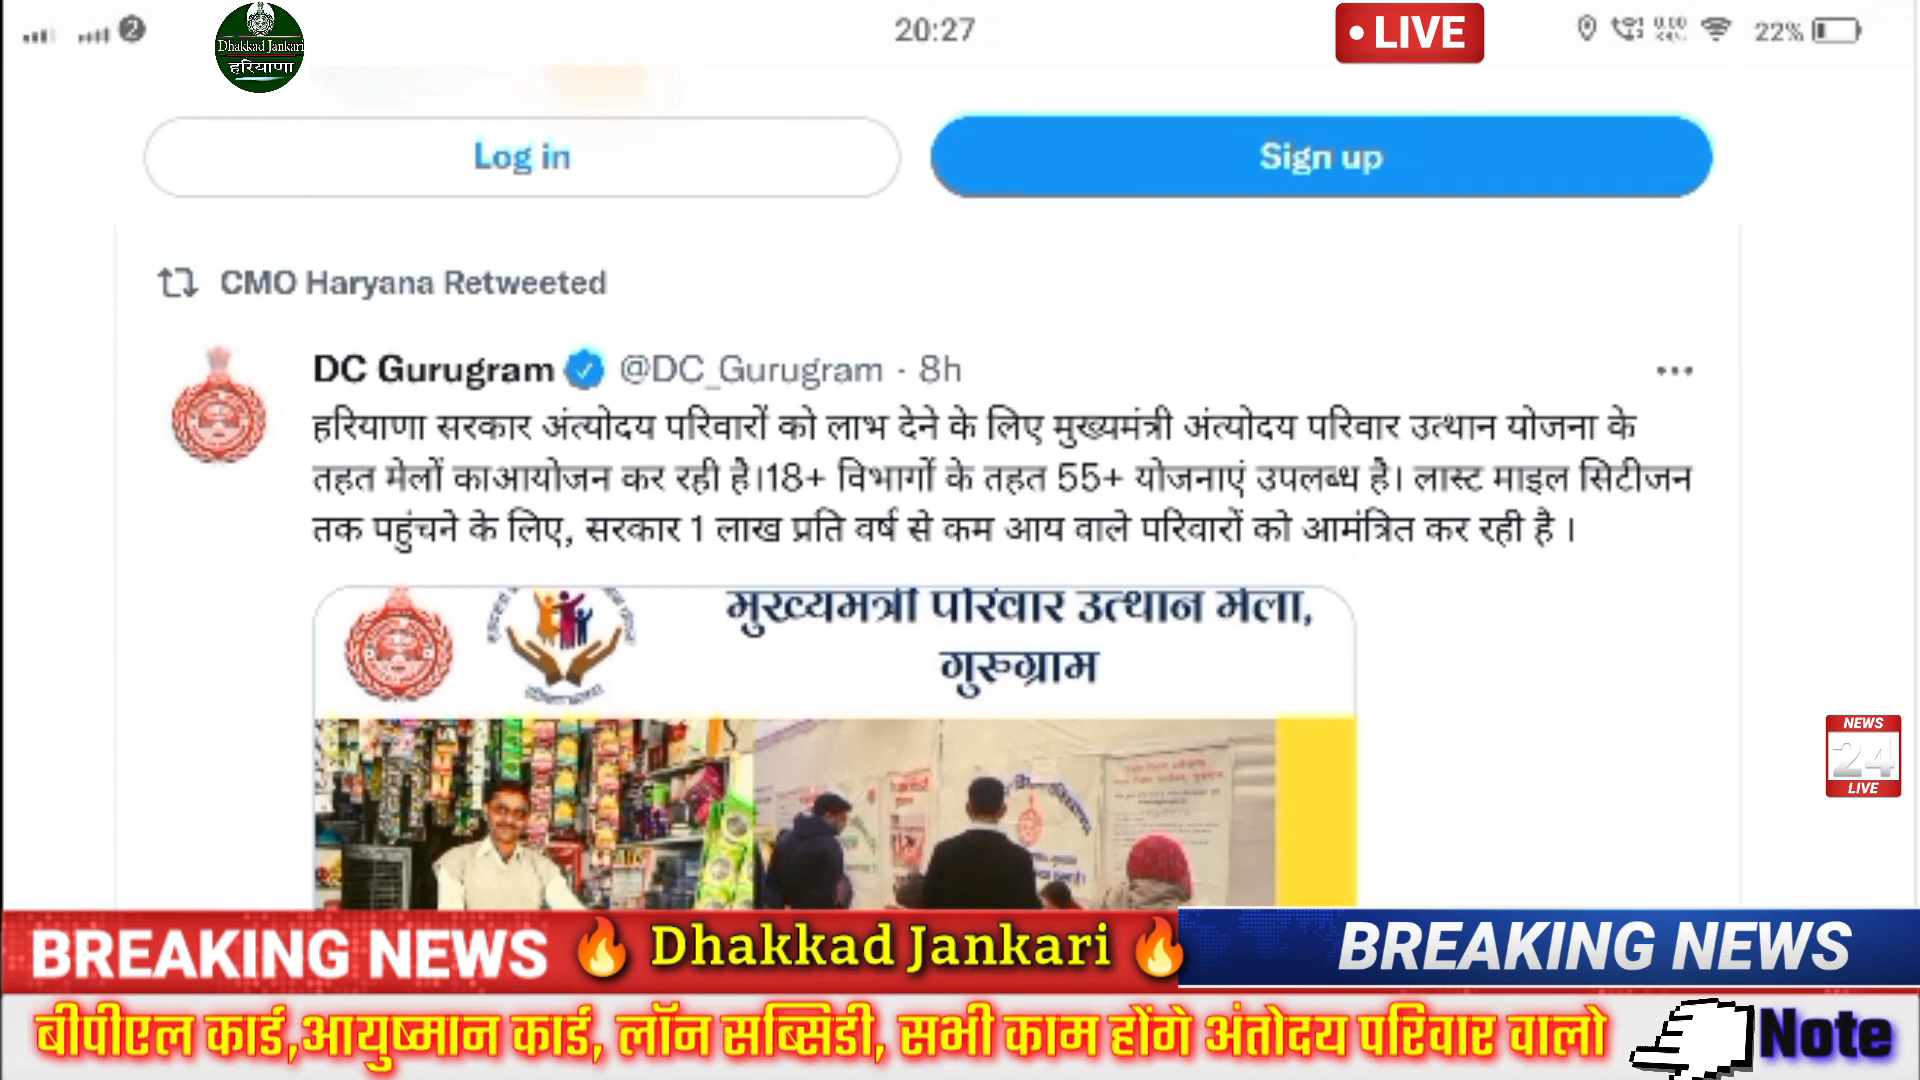 2
Dhakkad Jankari
हरियाणा
20:27
LIVE
22%
Log in
Sign up
CMO Haryana Retweeted
DC Gurugram @DC_Gurugram · 8h
हरियाणा सरकार अंत्योदय परिवारों को लाभ देने के लिए मुख्यमंत्री अंत्योदय परिवार उत्थान योजना के
तहत मेलों काआयोजन कर रही है।18+ विभागों के तहत 55+ योजनाएं उपलब्ध है। लास्ट माइल सिटीजन
तक पहुंचने के लिए, सरकार 1 लाख प्रति वर्ष से कम आय वाले परिवारों को आमंत्रित कर रही है ।
मुख्यमंत्री परिवार उत्थान मेला,
गुरुग्राम
NEWS
24
LIVE
BREAKING NEWS Dhakkad Jankari BREAKING NEWS
बीपीएल कार्ड,आयुष्मान कार्ड, लॉन सब्सिडी, सभी काम होंगे अंतोदय परिवार वालो Note